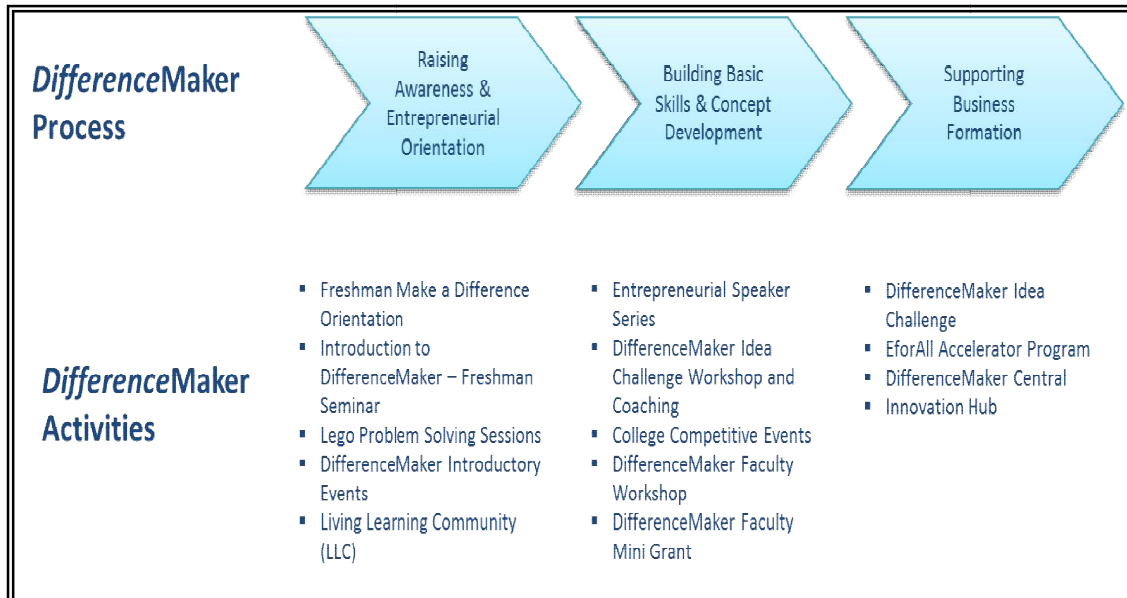 DifferenceMaker
Process
Raising
Awareness &
Entrepreneurial
Orientation
Building Basic
Skills & Concept
Development
Supporting
Business
Formation
DifferenceMaker
Activities
▪ Freshman Make a Difference
Orientation
▪ Introduction to
DifferenceMaker – Freshman
Seminar
▪ Lego Problem Solving Sessions
▪ DifferenceMaker Introductory
Events
▪ Living Learning Community
(LLC)
▪ Entrepreneurial Speaker
Series
▪ DifferenceMaker Idea
Challenge Workshop and
Coaching
▪ College Competitive Events
▪ DifferenceMaker Faculty
Workshop
▪ DifferenceMaker Faculty
Mini Grant
▪ DifferenceMaker Idea
Challenge
▪ EforAll Accelerator Program
▪ DifferenceMaker Central
▪ Innovation Hub